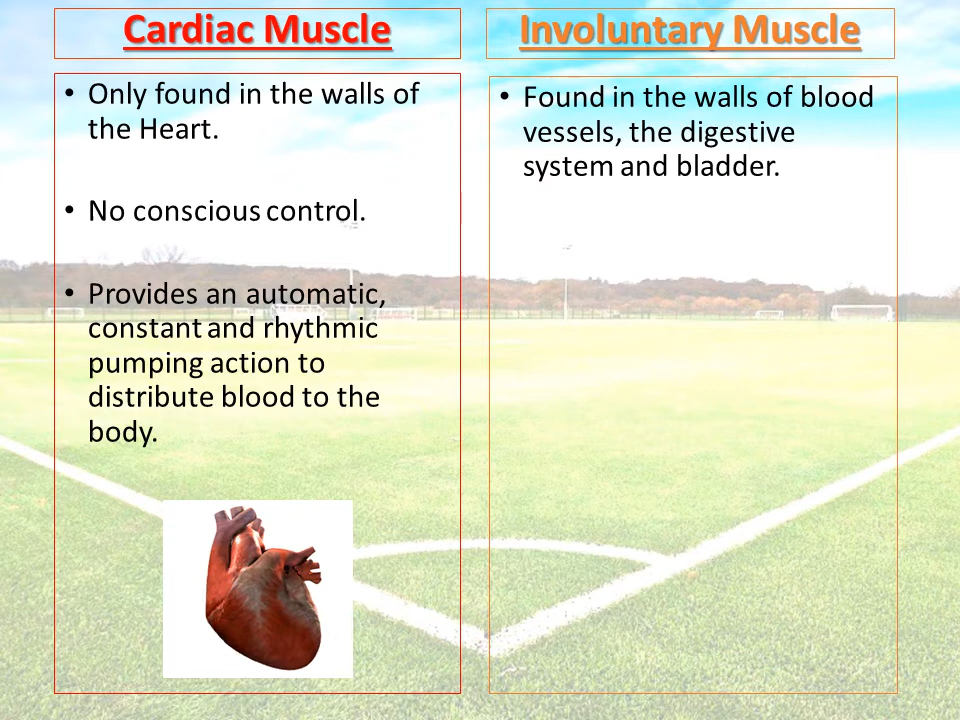 Cardiac Muscle
• Only found in the walls of
the Heart.
• No conscious control.
• Provides an automatic,
constant and rhythmic
pumping action to
distribute blood to the
body.
Involuntary Muscle
• Found in the walls of blood
vessels, the digestive
system and bladder.